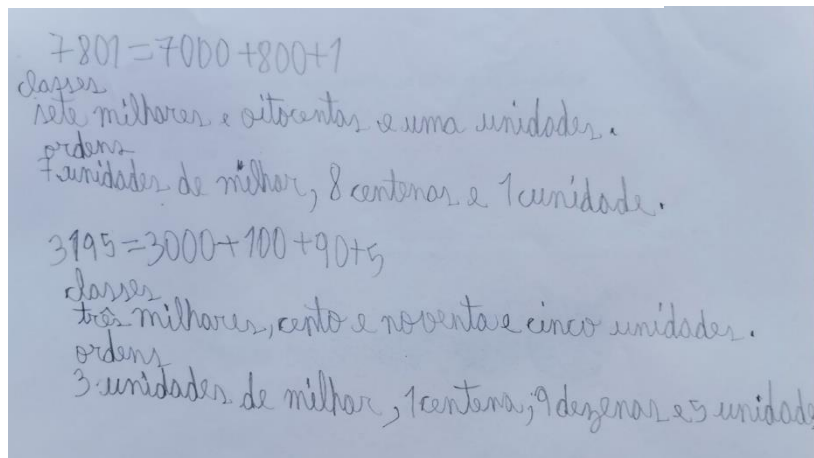 7801=7000+800+1
classes
sete milhares e oitocentas e uma unidades.
ordens
7 unidades de milhar, 8 centenas e 1 unidade.
3195=3000+100+90+5
classes
três milhares, cento e noventa e cinco unidades.
ordens
3 unidades de milhar, 1 centena, 9 dezenas e 5 unidade